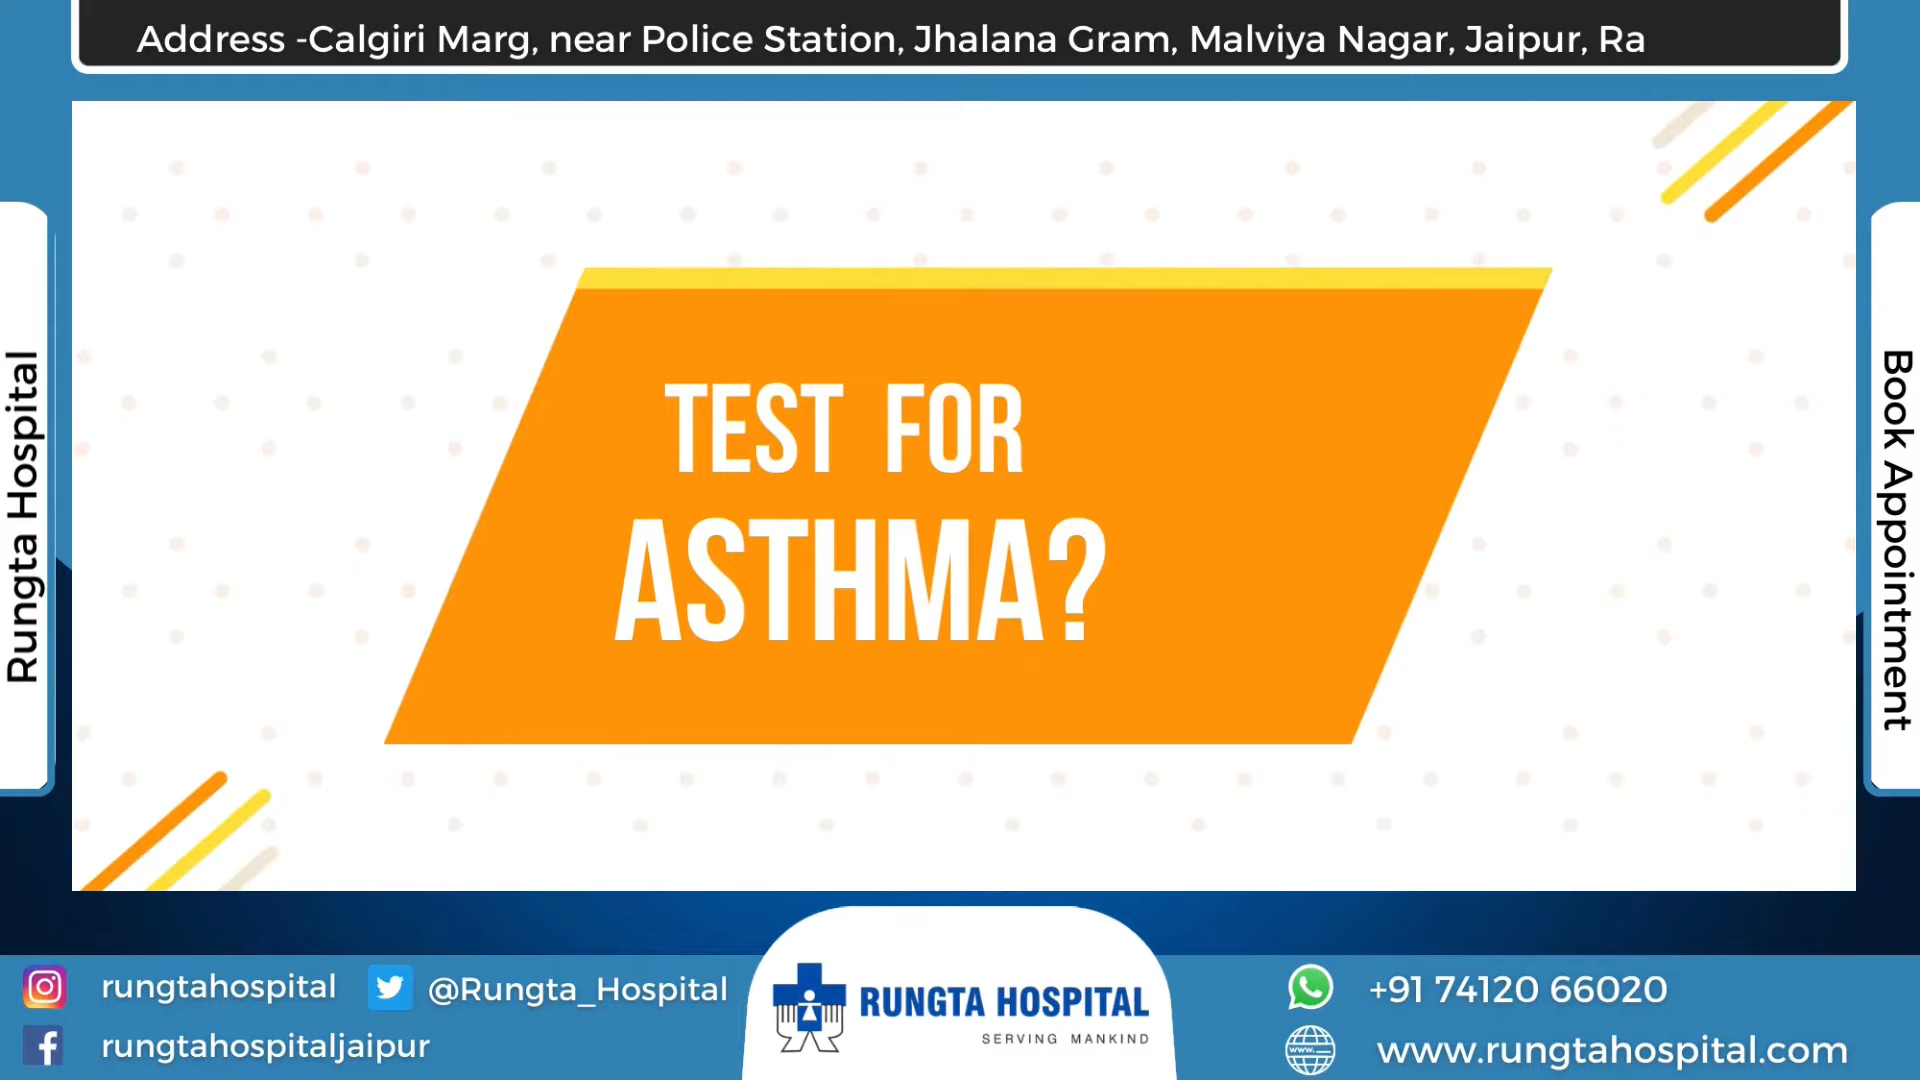 Address -Calgiri Marg, near Police Station, Jhalana Gram, Malviya Nagar, Jaipur, Ra
Rungta Hospital
TEST FOR
ASTHMA?
Book Appointment
rungtahospital
@Rungta_Hospital
rungtahospitaljaipur
RUNGTA HOSPITAL
SERVING MANKIND
+91 74120 66020
www.rungtahospital.com